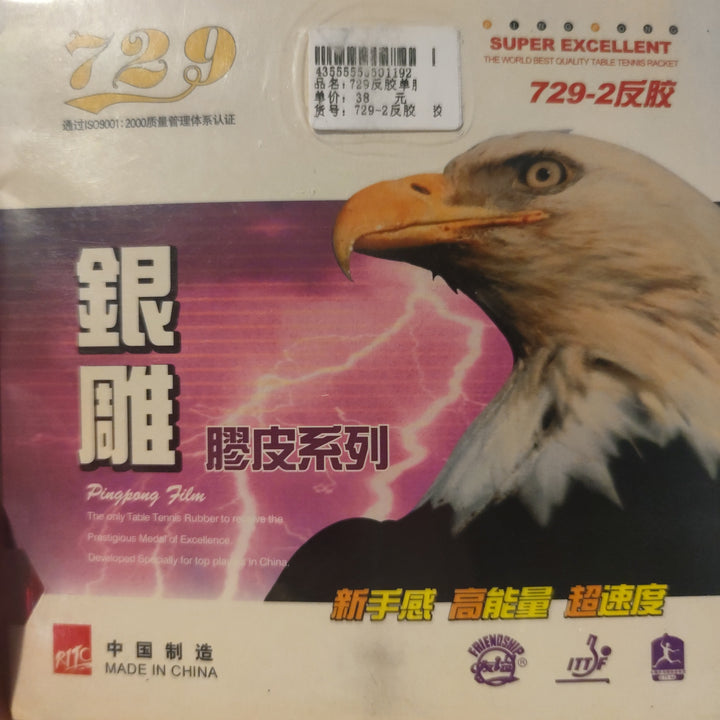 729
通过ISO9001:2000质量管理体系认证
43555555501192
品名:729反胶单
单价: 38 元
货号: 729-2反胶
PINGPONG
SUPER EXCELLENT
THE WORLD BEST QUALITY TABLE TENNIS RACKET
729-2反胶
銀
雕
膠皮系列
Pingpong Film
The only Table Tennis Rubber to receive the
Prestigious Medal of Excellence.
Developed Specially for top players in China.
新手感 高能量 超速度
RITC
中国制造
MADE IN CHINA
FRIENDSHIP
ITTF